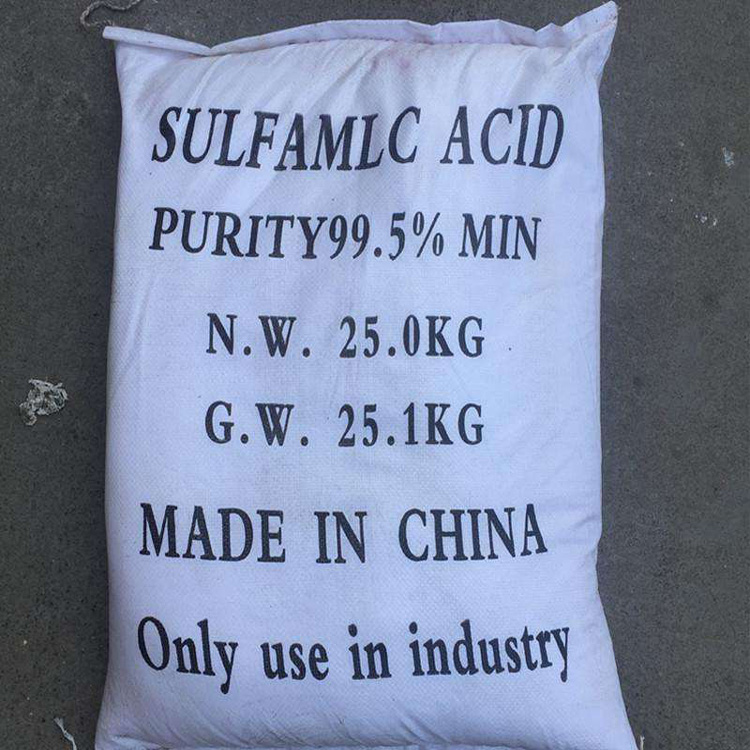 SULFAMLC ACID
PURITY99.5% MIN
N.W. 25.0KG
G.W. 25.1KG
MADE IN CHINA
Only use in industry